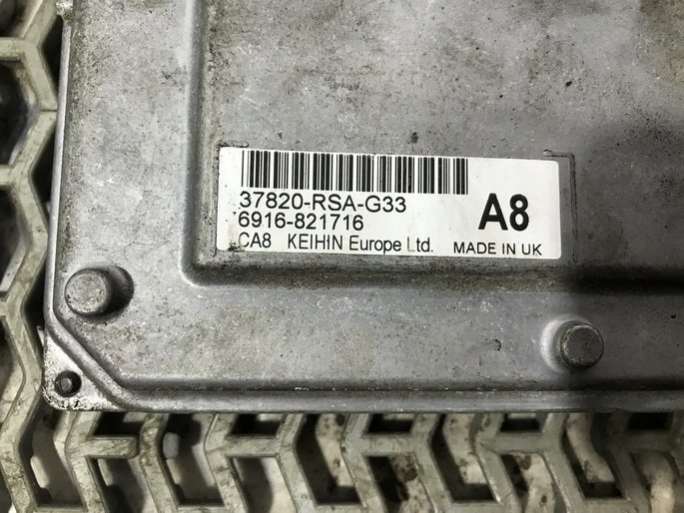 37820-RSA-G33
6916-821716
A8
CA8 KEIHIN Europe Ltd. MADE IN UK